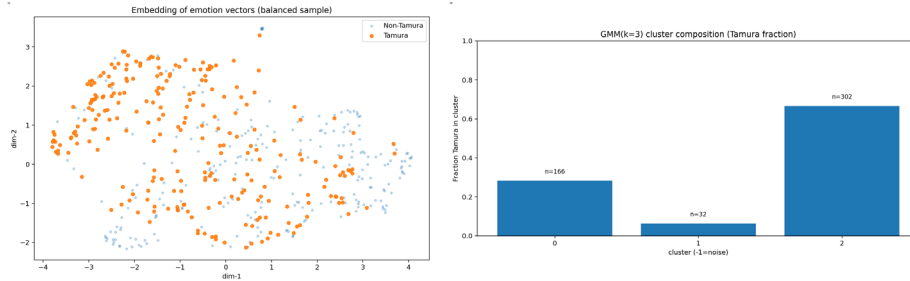 Embedding of emotion vectors (balanced sample)
Non-Tamura
Tamura
3
2
1
0
−1
−2
dim-2
−4
−3
−2
−1
0
1
2
3
4
dim-1
GMM(k=3) cluster composition (Tamura fraction)
1.0
0.8
0.6
0.4
0.2
0.0
Fraction Tamura in cluster
n=166
n=32
n=302
0
1
2
cluster (-1=noise)